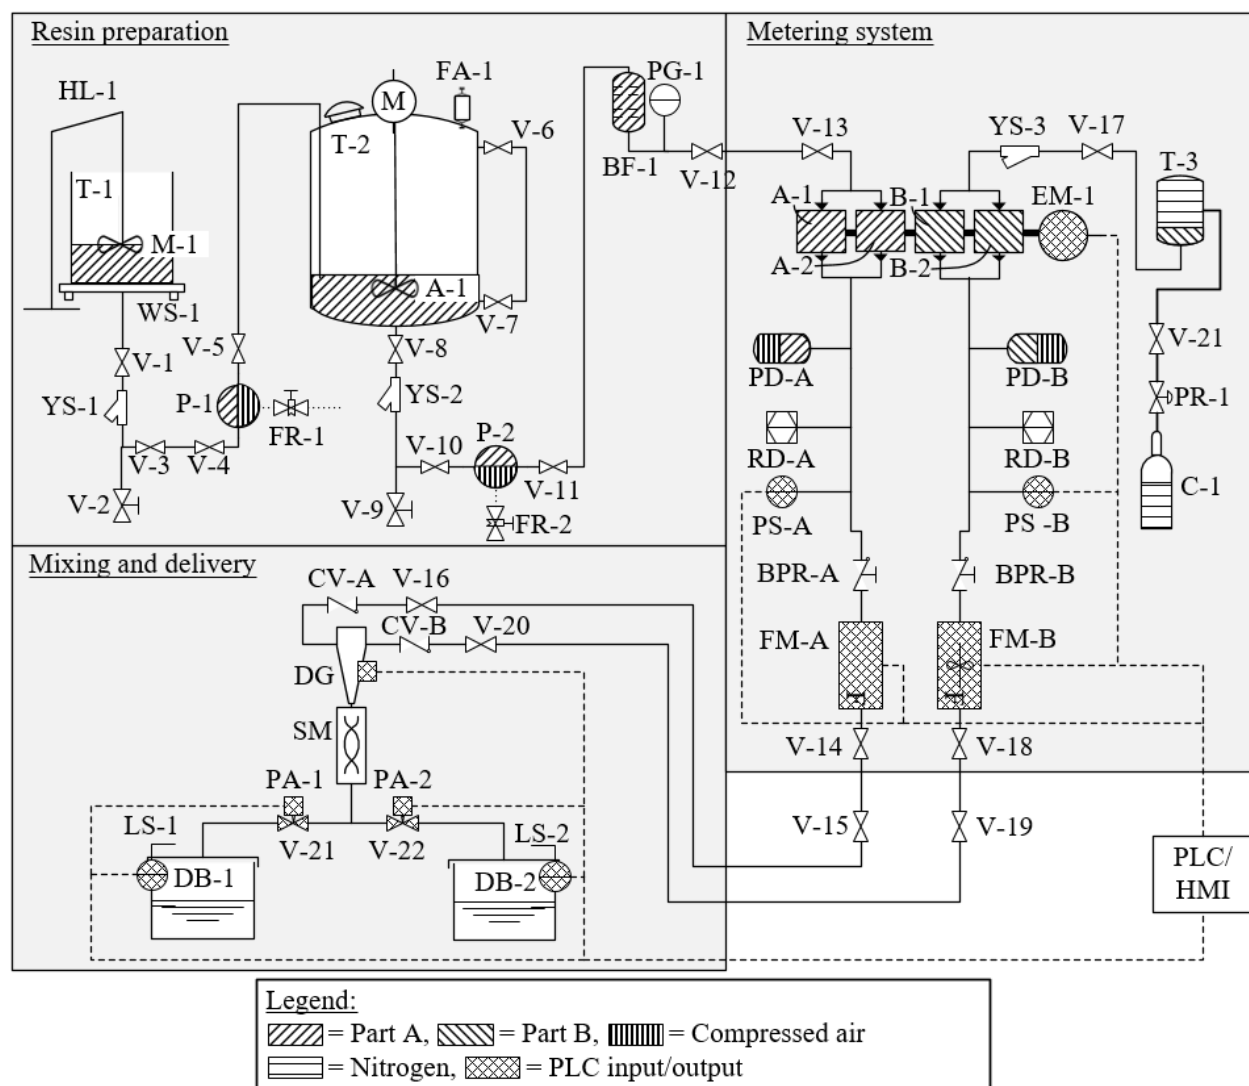 Resin preparation
HL-1
T-1
M-1
WS-1
V-1
YS-1
V-2
V-3
V-4
V-5
P-1
FR-1
T-2
M
FA-1
V-6
A-1
V-7
V-8
YS-2
V-9
V-10
P-2
V-11
FR-2
BF-1
PG-1
V-12
Metering system
V-13
YS-3
V-17
T-3
A-1
B-1
EM-1
A-2
B-2
PD-A
PD-B
RD-A
RD-B
PS-A
PS -B
V-21
PR-1
C-1
BPR-A
BPR-B
FM-A
FM-B
V-14
V-18
V-15
V-19
PLC/
HMI
Mixing and delivery
CV-A
V-16
CV-B
V-20
DG
SM
PA-1
PA-2
LS-1
V-21
V-22
LS-2
DB-1
DB-2
Legend:
= Part A, = Part B, = Compressed air
= Nitrogen, = PLC input/output